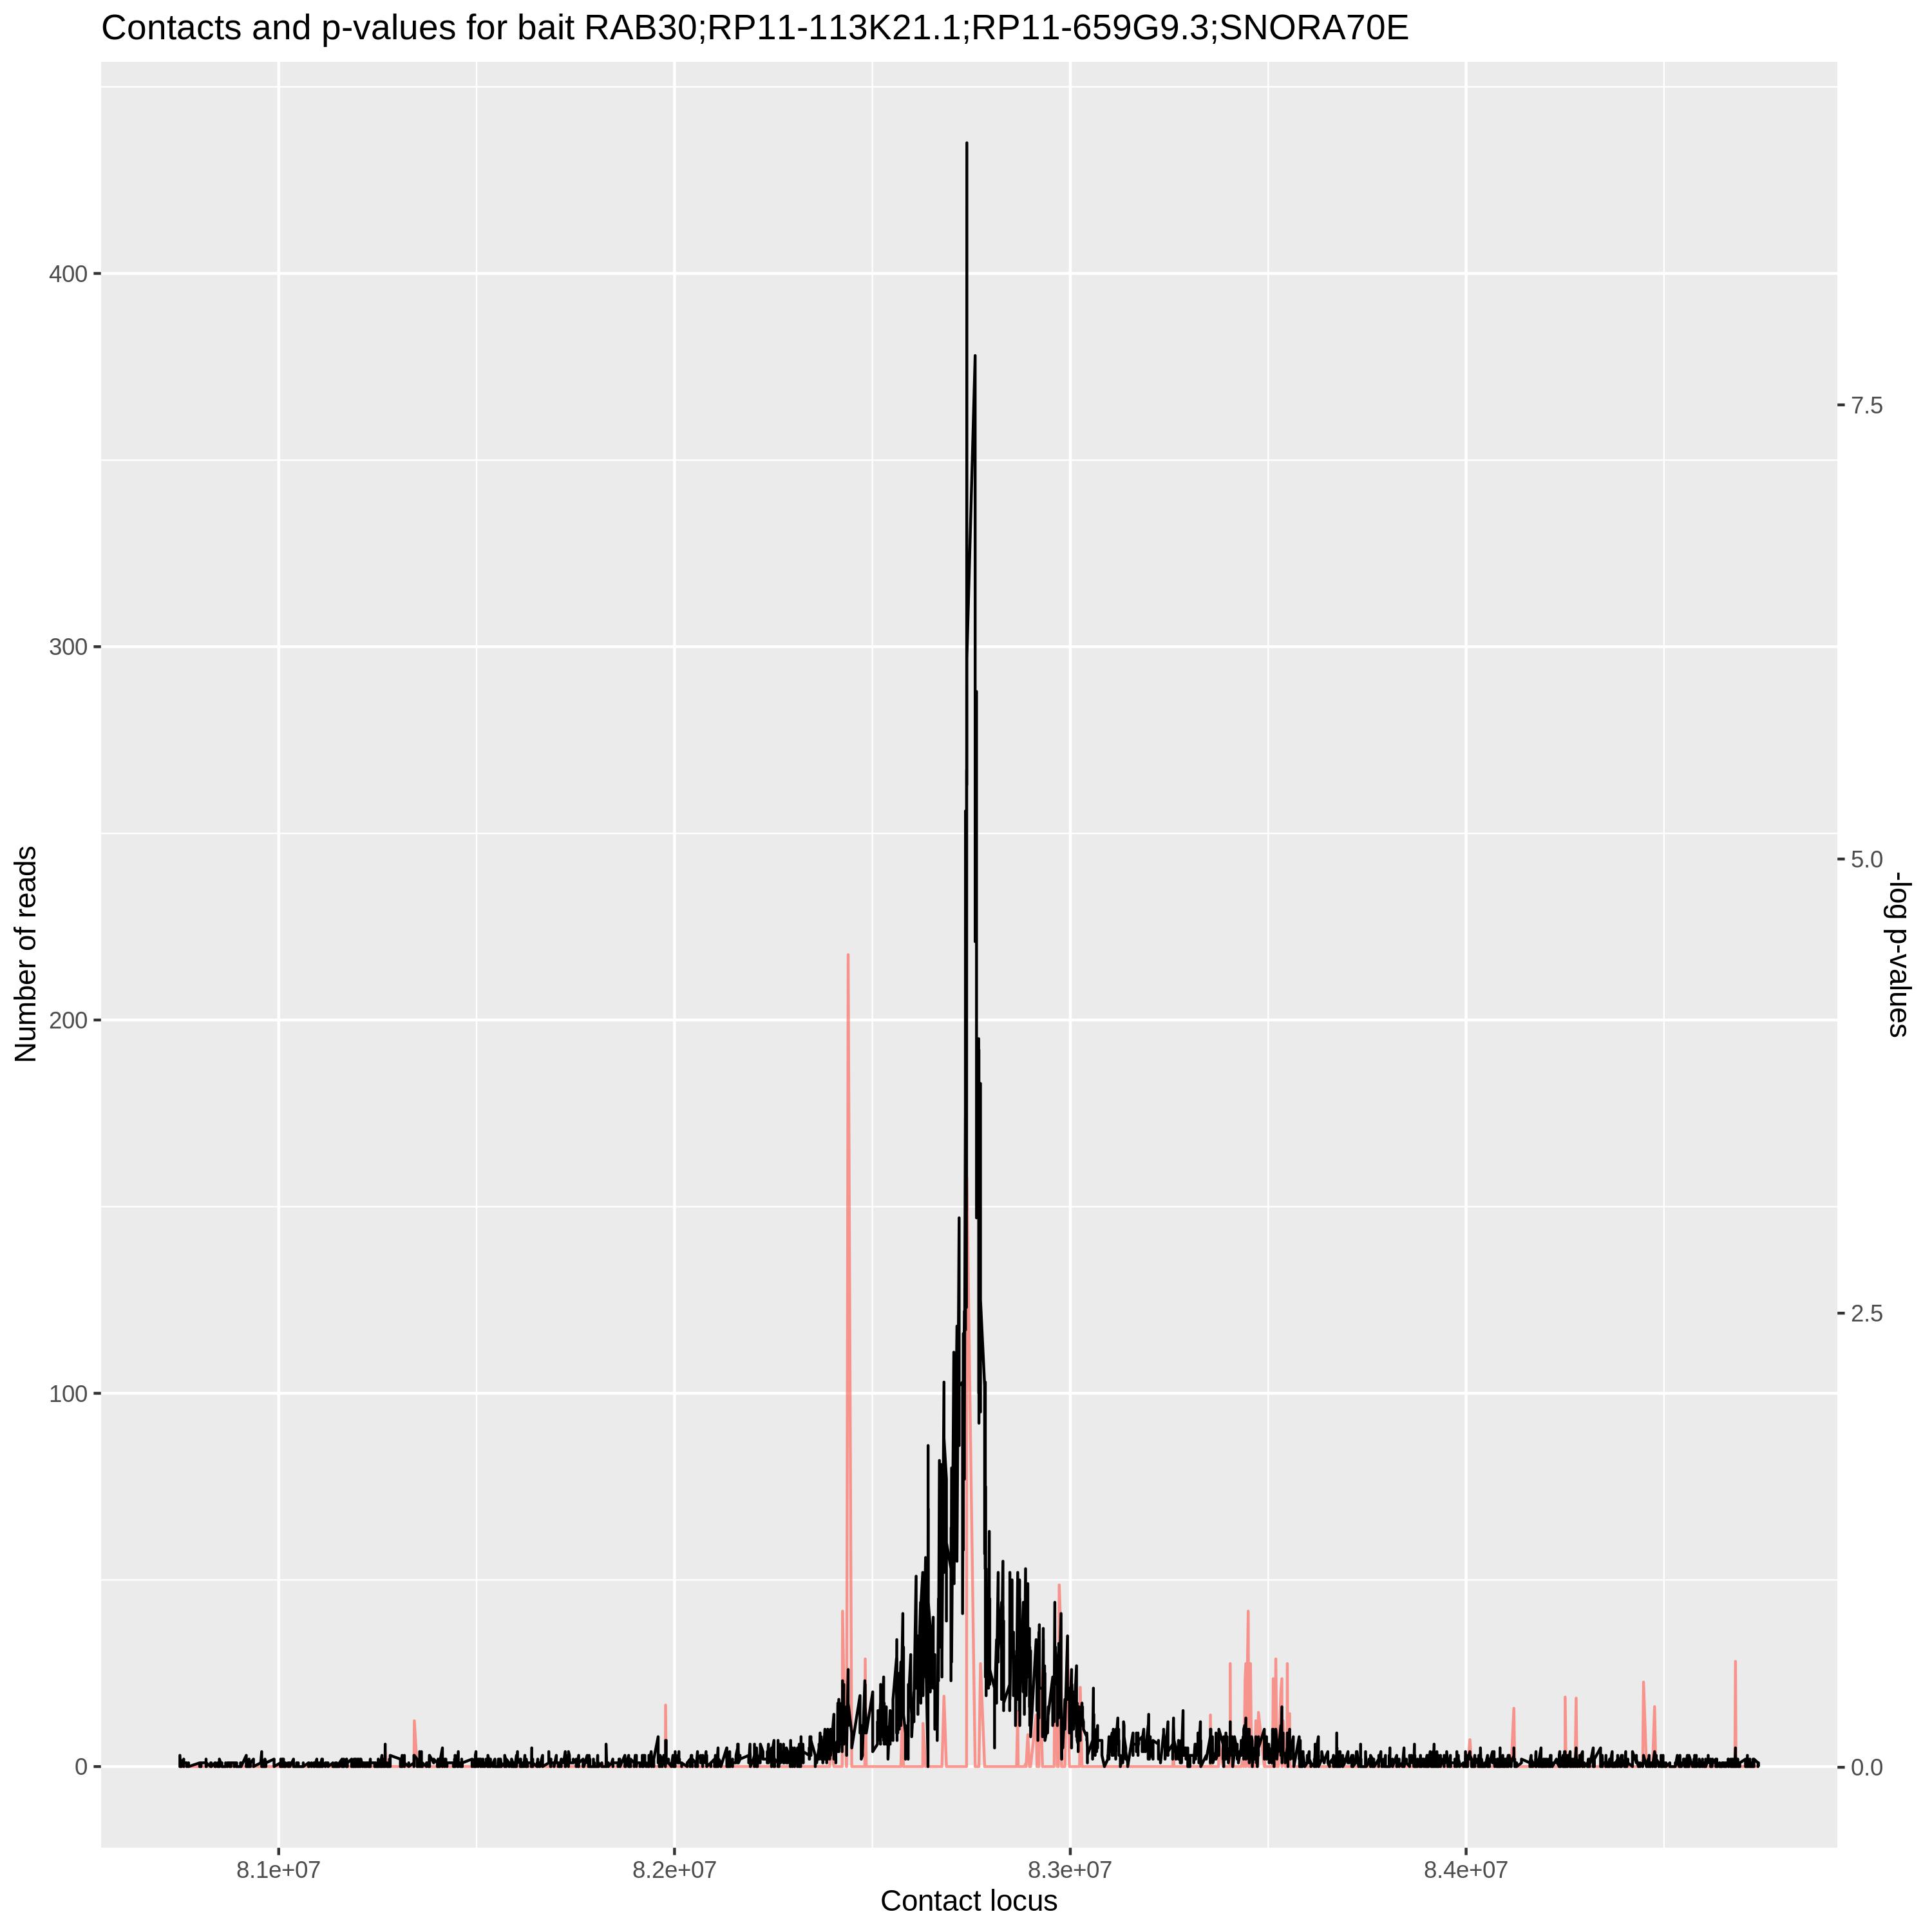 Contacts and p-values for bait RAB30;RP11-113K21.1;RP11-659G9.3;SNORA70E
400
300
200
100
0
Number of reads
7.5
5.0
2.5
0.0
-log p-values
8.1e+07 8.2e+07 8.3e+07 8.4e+07
Contact locus